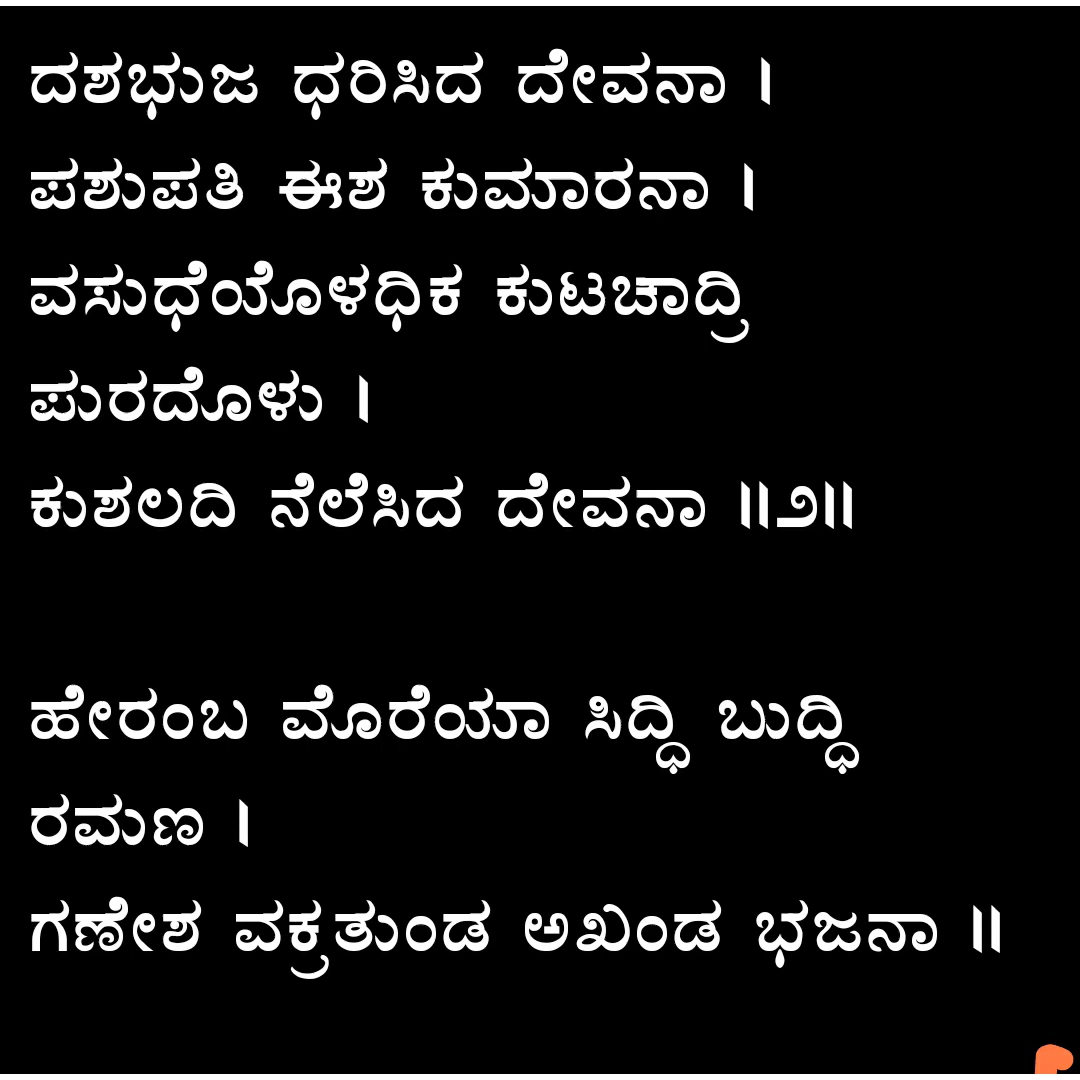 ದಶಭುಜ ಧರಿಸಿದ ದೇವನಾ ।
ಪಶುಪತಿ ಈಶ ಕುಮಾರನಾ ।
ವಸುಧೆಯೊಳಧಿಕ ಕುಟಚಾದ್ರಿ
ಪುರದೊಳು ।
ಕುಶಲದಿ ನೆಲೆಸಿದ ದೇವನಾ ॥೨॥
ಹೇರಂಬ ಮೊರೆಯಾ ಸಿದ್ಧಿ ಬುದ್ಧಿ
ರಮಣ ।
ಗಣೇಶ ವಕ್ರತುಂಡ ಅಖಂಡ ಭಜನಾ ॥